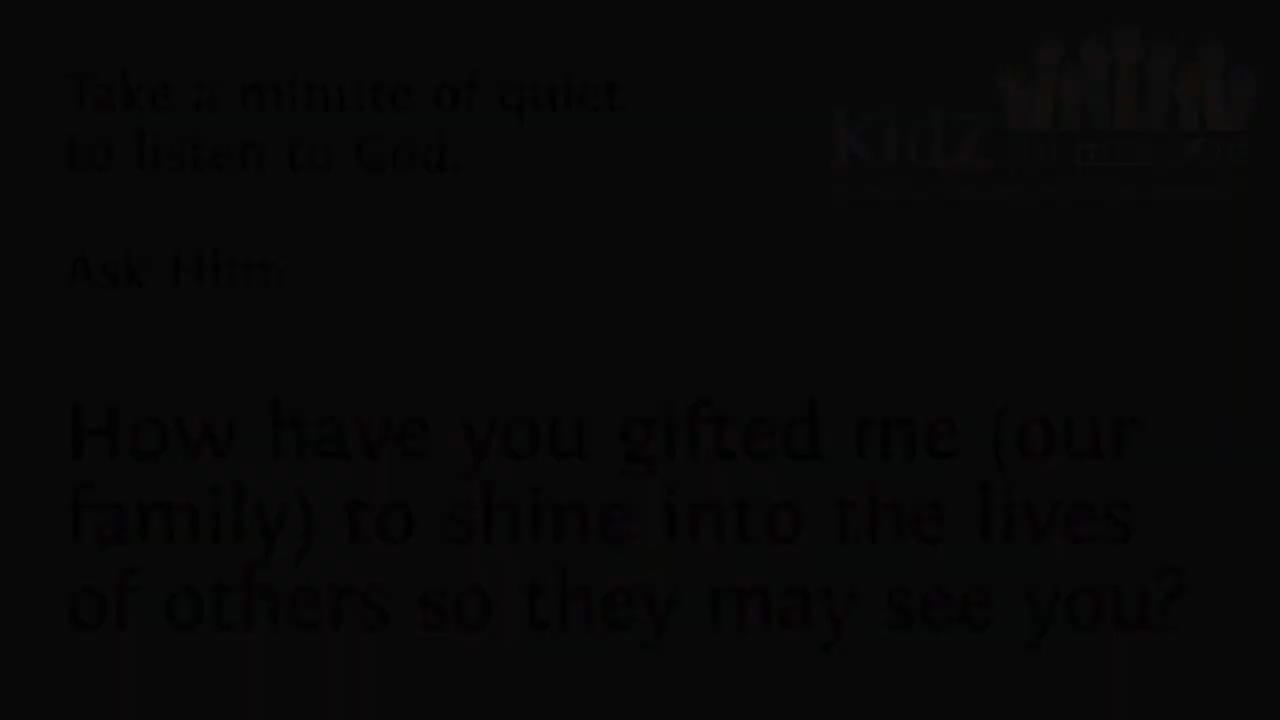 Take a minute of quiet
to listen to God.
Kidz
Ask Him:
How have you gifted me (our
family) to shine into the lives
of others so they may see you?